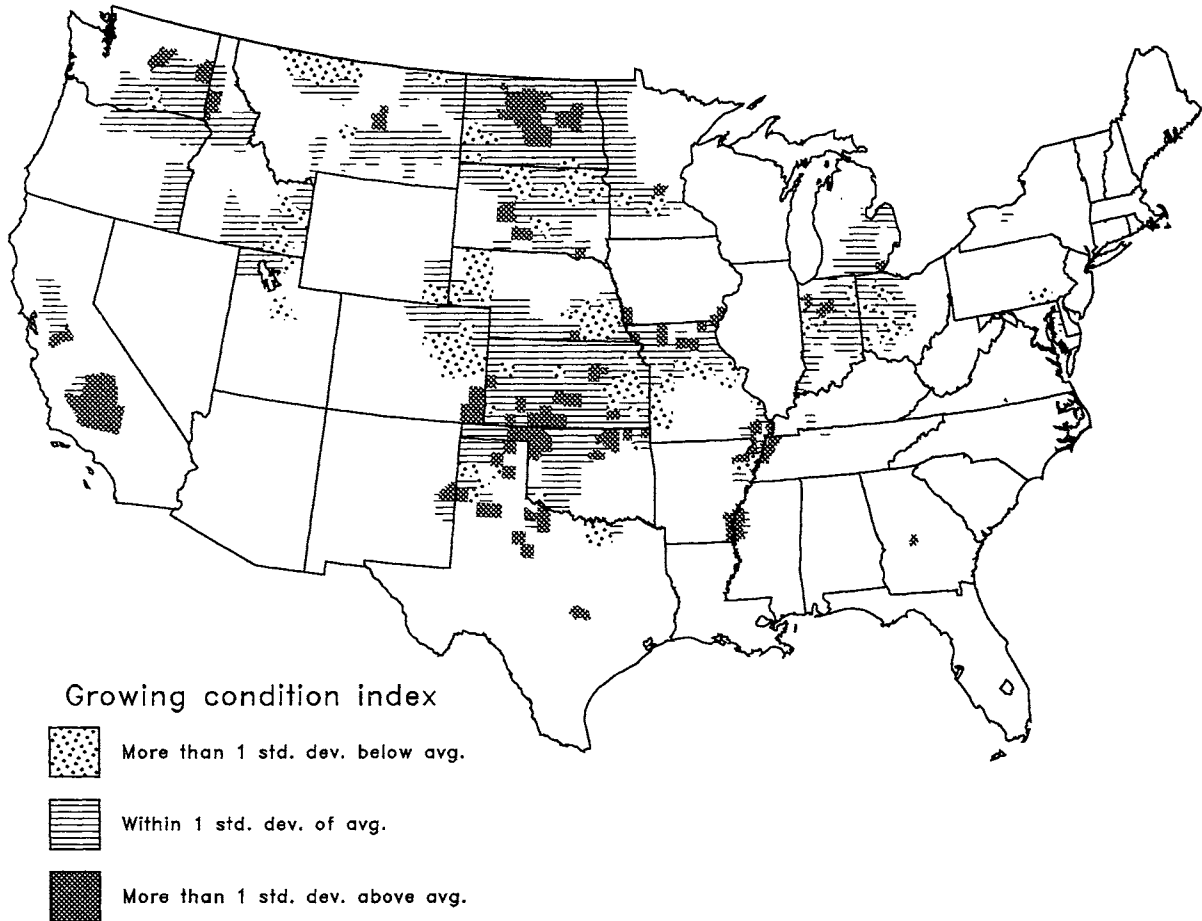 Growing condition index
More than 1 std. dev. below avg.
Within 1 std. dev. of avg.
More than 1 std. dev. above avg.